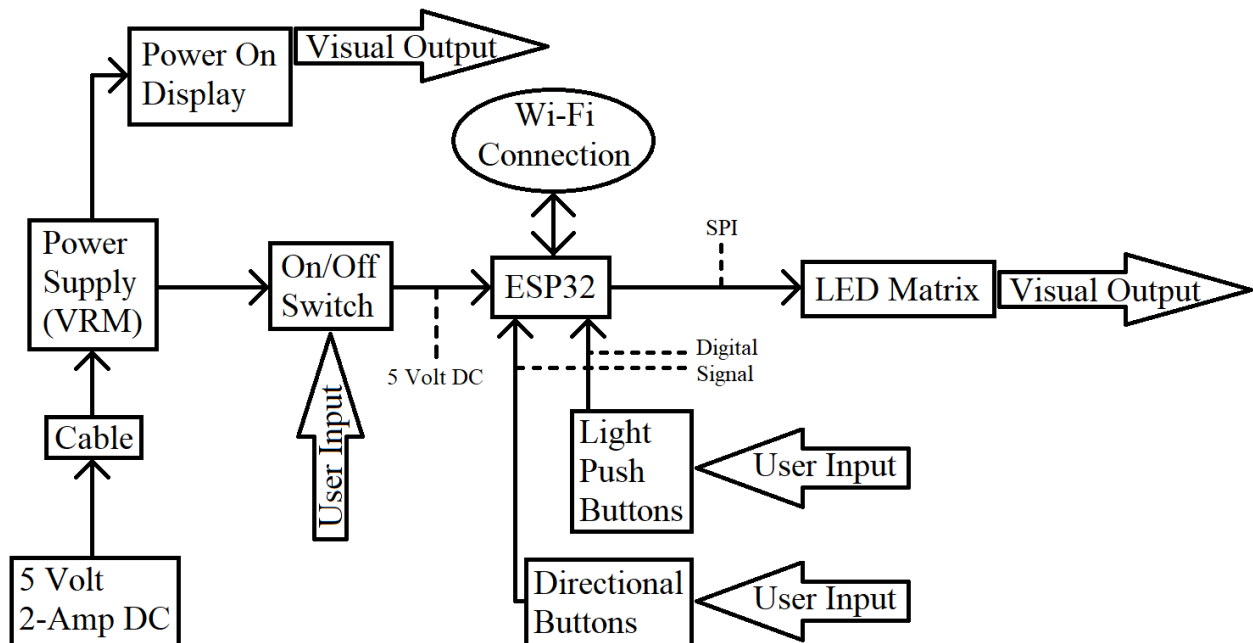 Power On
Display
Visual Output
Wi-Fi
Connection
Power
Supply
(VRM)
On/Off
Switch
5 Volt DC
ESP32
SPI
LED Matrix
Visual Output
Digital
Signal
Cable
User Input
Light
Push
Buttons
User Input
5 Volt
2-Amp DC
Directional
Buttons
User Input